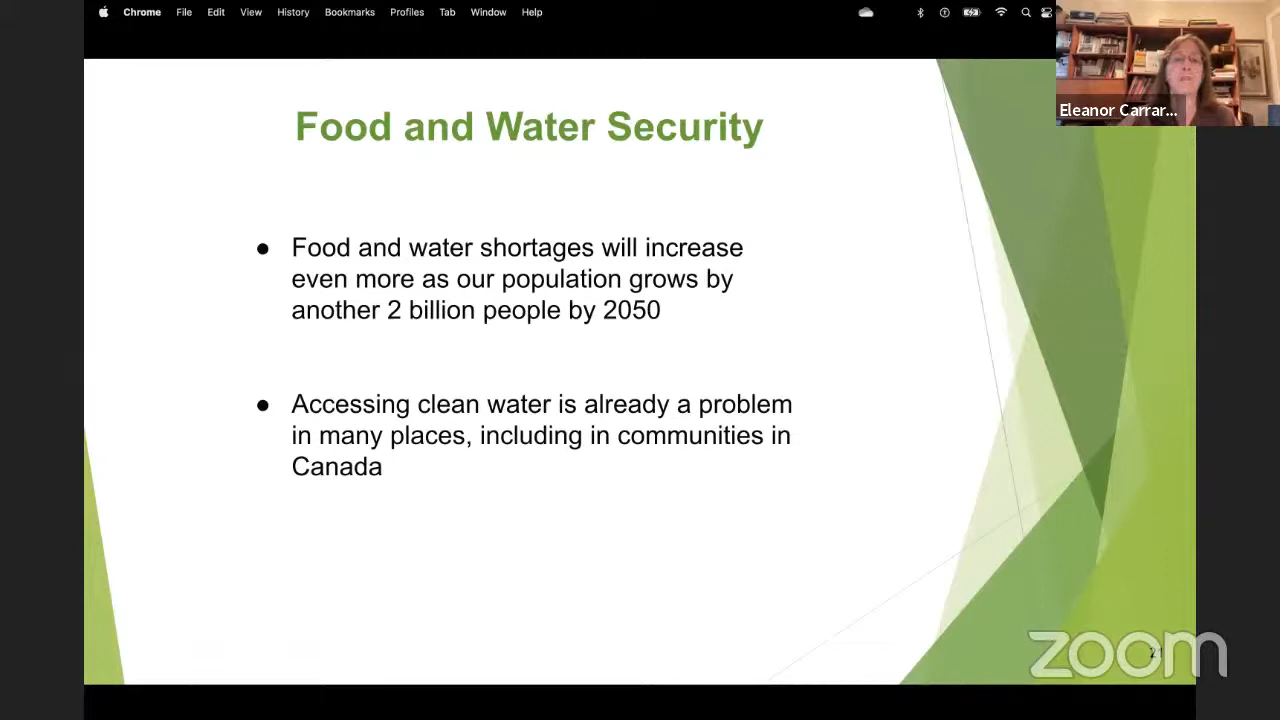 Chrome File Edit View History Bookmarks Profiles Tab Window Help
Eleanor Carrar...
Food and Water Security
● Food and water shortages will increase
even more as our population grows by
another 2 billion people by 2050
● Accessing clean water is already a problem
in many places, including in communities in
Canada
zoom